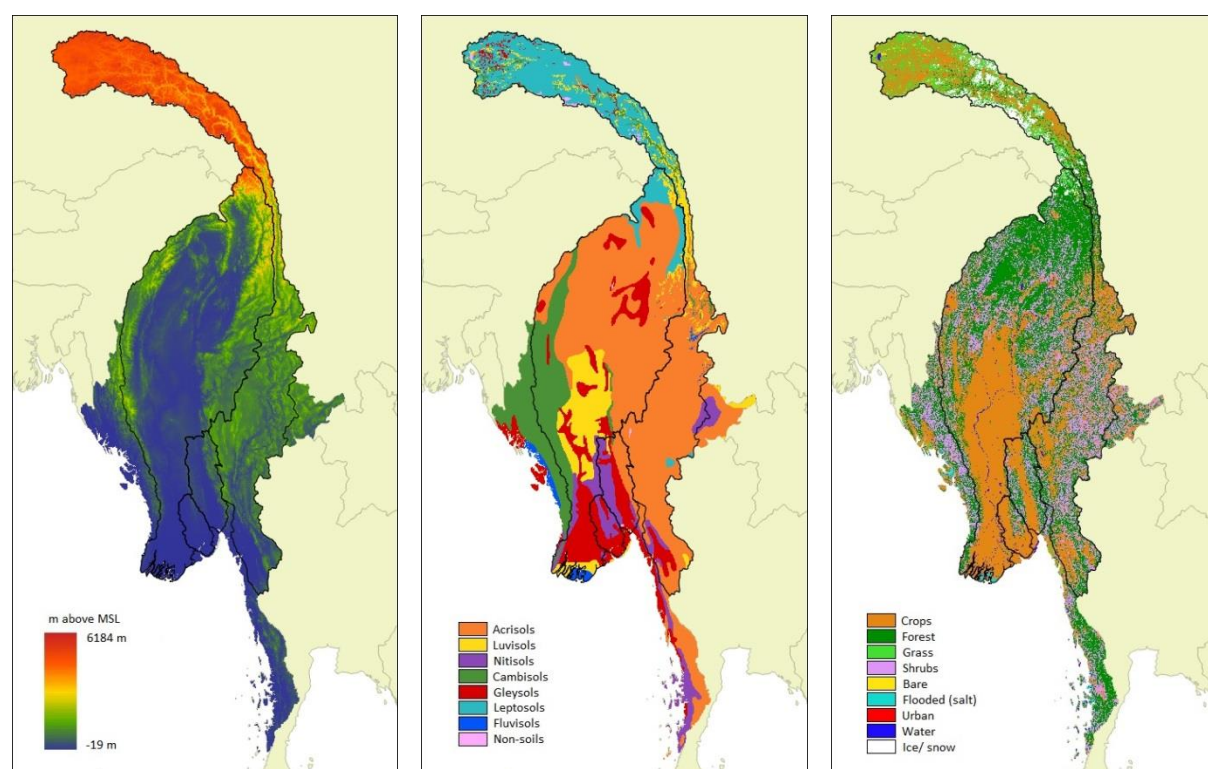 m above MSL
6184 m
-19 m
Acrisols
Luvisols
Nitisols
Cambisols
Gleysols
Leptosols
Fluvisols
Non-soils
Crops
Forest
Grass
Shrubs
Bare
Flooded (salt)
Urban
Water
Ice/ snow